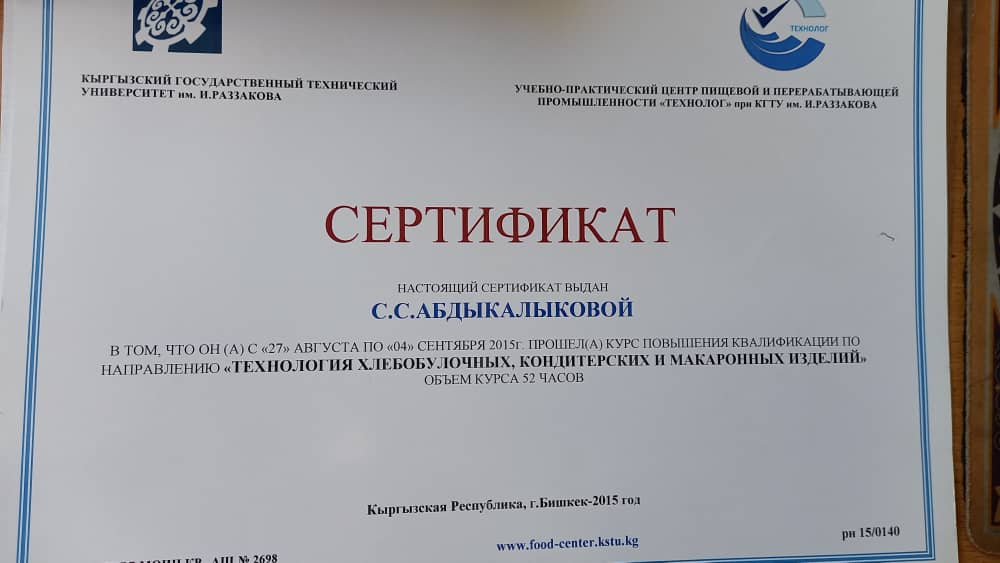 ТЕХНОЛОГ
КЫРГЫЗСКИЙ ГОСУДАРСТВЕННЫЙ ТЕХНИЧЕСКИЙ
УНИВЕРСИТЕТ им. И.РАЗЗАКОВА
УЧЕБНО-ПРАКТИЧЕСКИЙ ЦЕНТР ПИЩЕВОЙ И ПЕРЕРАБАТЫВАЮЩЕЙ
ПРОМЫШЛЕННОСТИ «ТЕХНОЛОГ» при КГТУ им. И.РАЗЗАКОВА
СЕРТИФИКАТ
НАСТОЯЩИЙ СЕРТИФИКАТ ВЫДАН
С.С.АБДЫКАЛЫКОВОЙ
В ТОМ, ЧТО ОН (А) С «27» АВГУСТА ПО «04» СЕНТЯБРЯ 2015г. ПРОШЕЛ(А) КУРС ПОВЫШЕНИЯ КВАЛИФИКАЦИИ ПО
НАПРАВЛЕНИЮ «ТЕХНОЛОГИЯ ХЛЕБОБУЛОЧНЫХ, КОНДИТЕРСКИХ И МАКАРОННЫХ ИЗДЕЛИЙ»
ОБЪЕМ КУРСА 52 ЧАСОВ
Кыргызская Республика, г.Бишкек-2015 год
www.food-center.kstu.kg
рн 15/0140
№ 2698